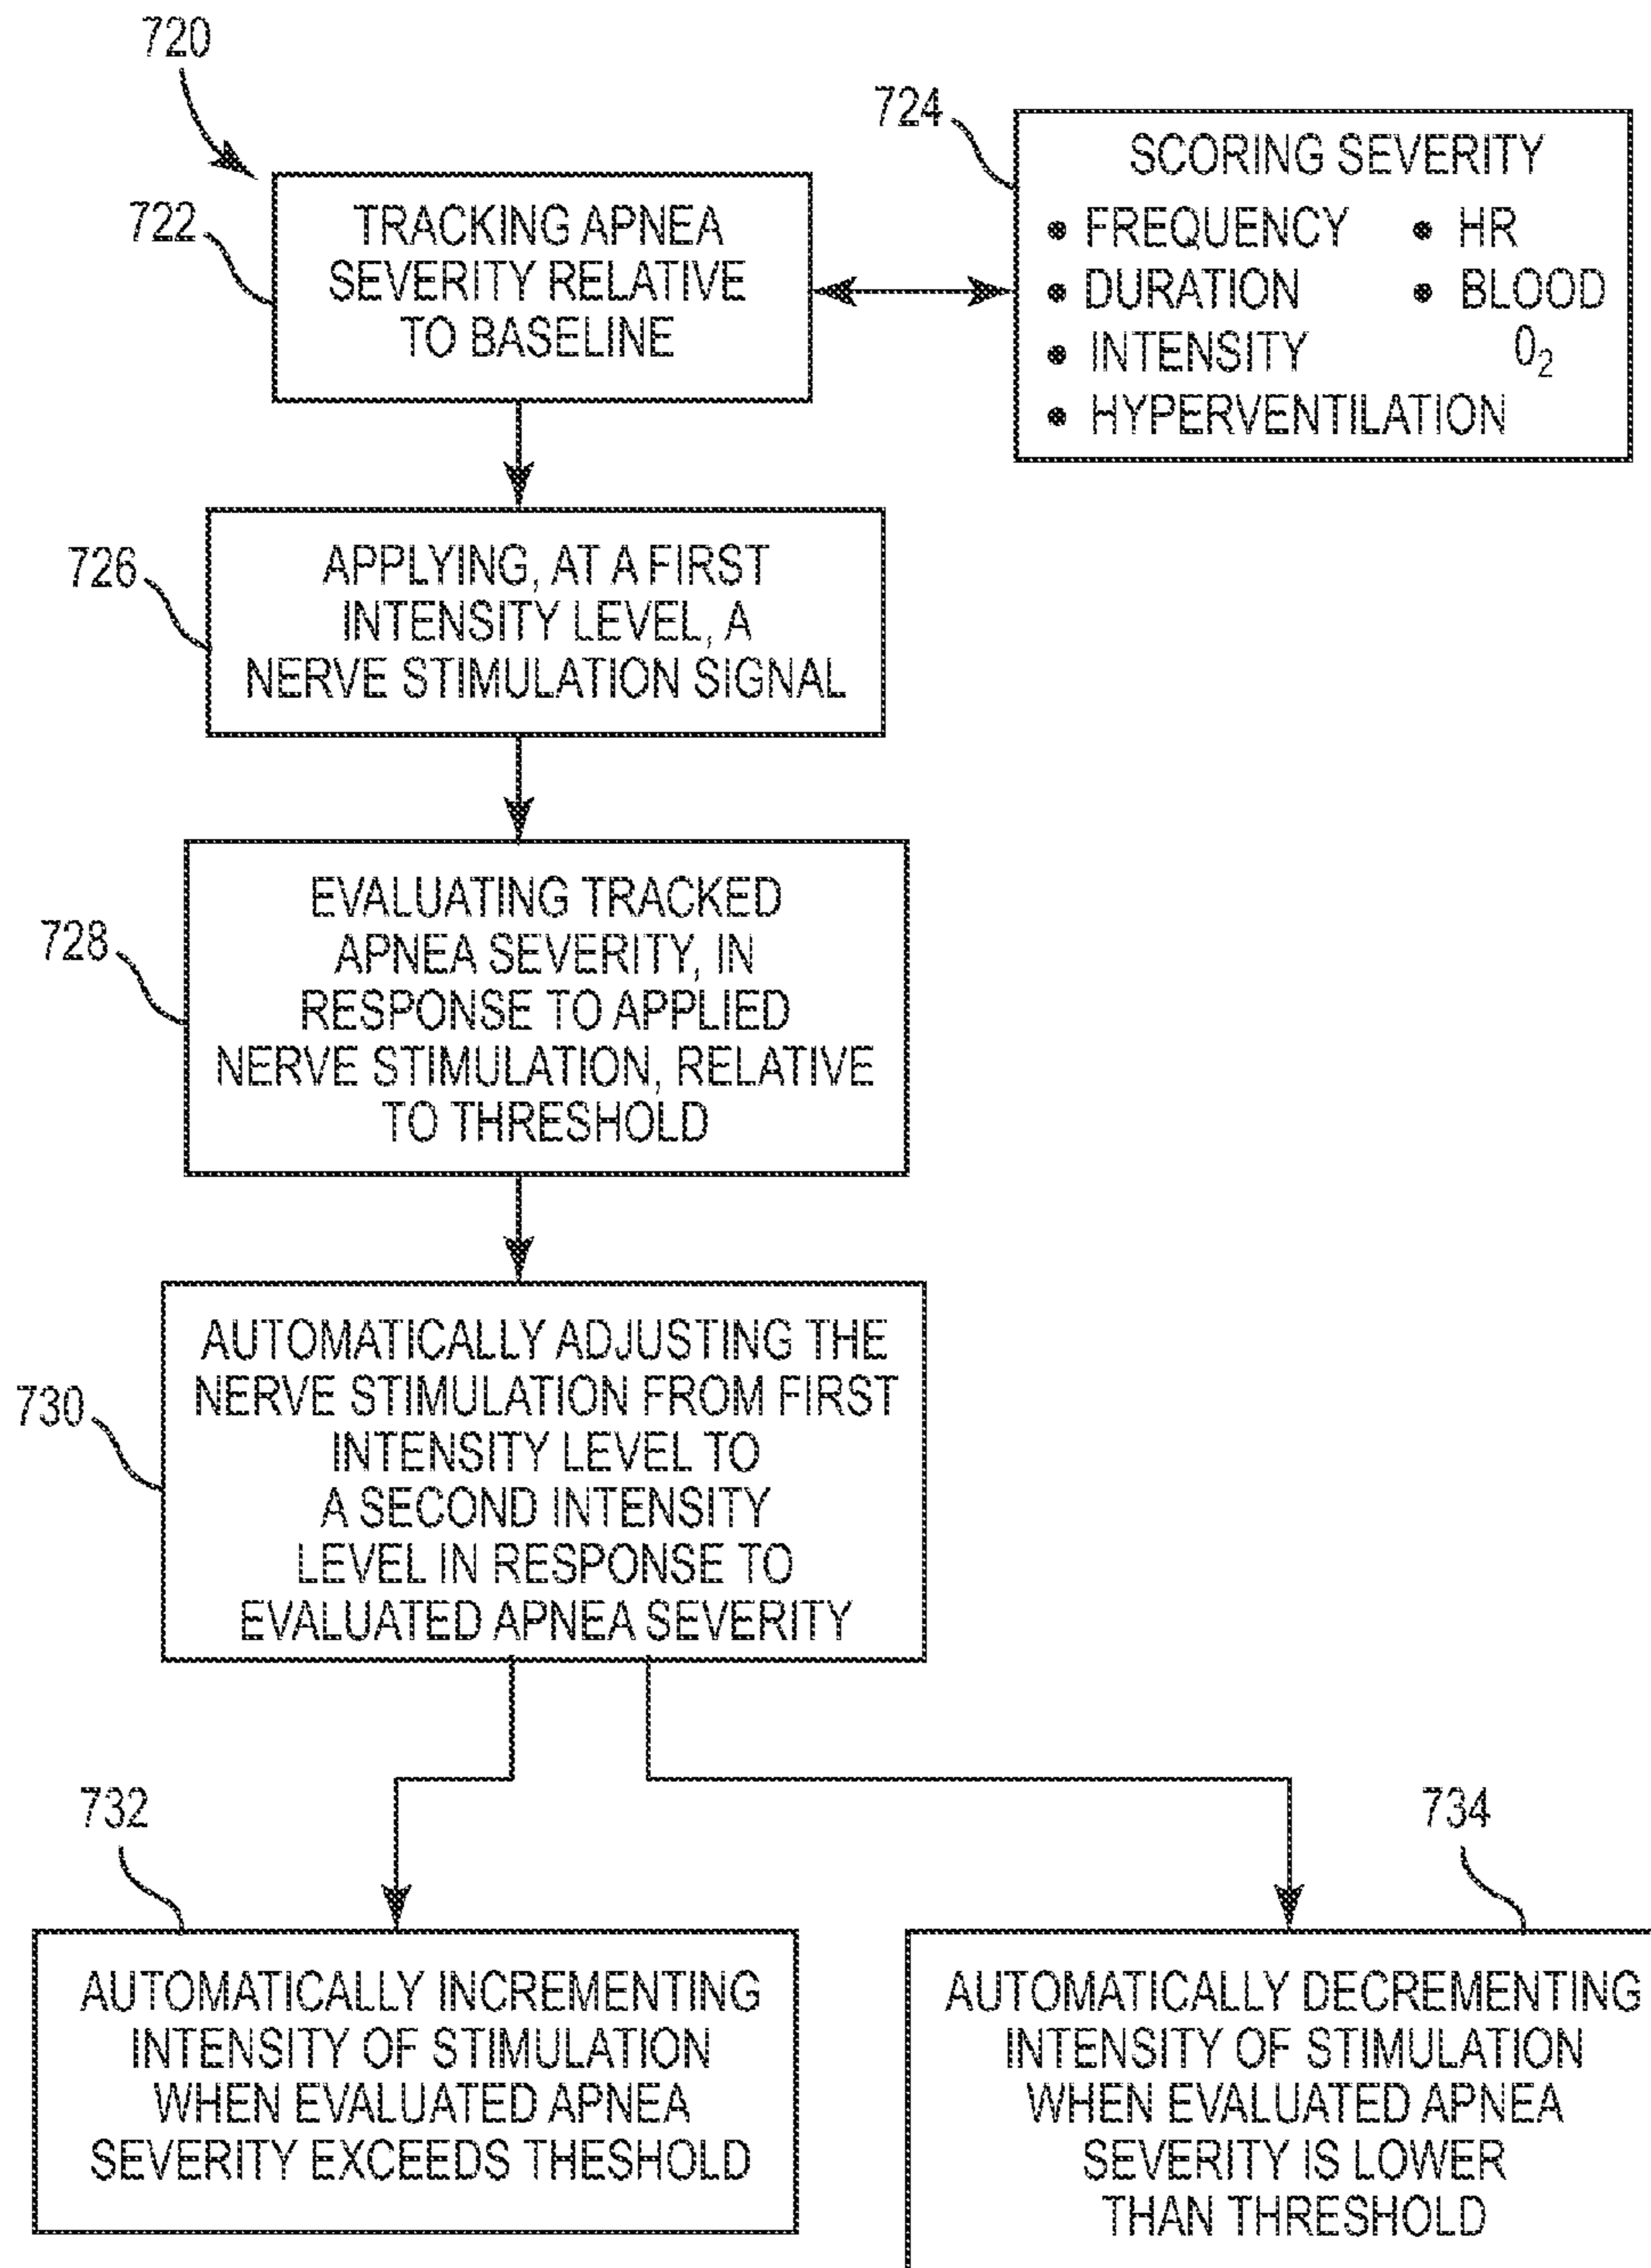 720
722
TRACKING APNEA
SEVERITY RELATIVE
TO BASELINE
724
SCORING SEVERITY
• FREQUENCY • HR
• DURATION • BLOOD
• INTENSITY O₂
• HYPERVENTILATION
726
APPLYING, AT A FIRST
INTENSITY LEVEL, A
NERVE STIMULATION SIGNAL
728
EVALUATING TRACKED
APNEA SEVERITY, IN
RESPONSE TO APPLIED
NERVE STIMULATION, RELATIVE
TO THRESHOLD
730
AUTOMATICALLY ADJUSTING THE
NERVE STIMULATION FROM FIRST
INTENSITY LEVEL TO
A SECOND INTENSITY
LEVEL IN RESPONSE TO
EVALUATED APNEA SEVERITY
732
AUTOMATICALLY INCREMENTING
INTENSITY OF STIMULATION
WHEN EVALUATED APNEA
SEVERITY EXCEEDS THESHOLD
734
AUTOMATICALLY DECREMENTING
INTENSITY OF STIMULATION
WHEN EVALUATED APNEA
SEVERITY IS LOWER
THAN THRESHOLD